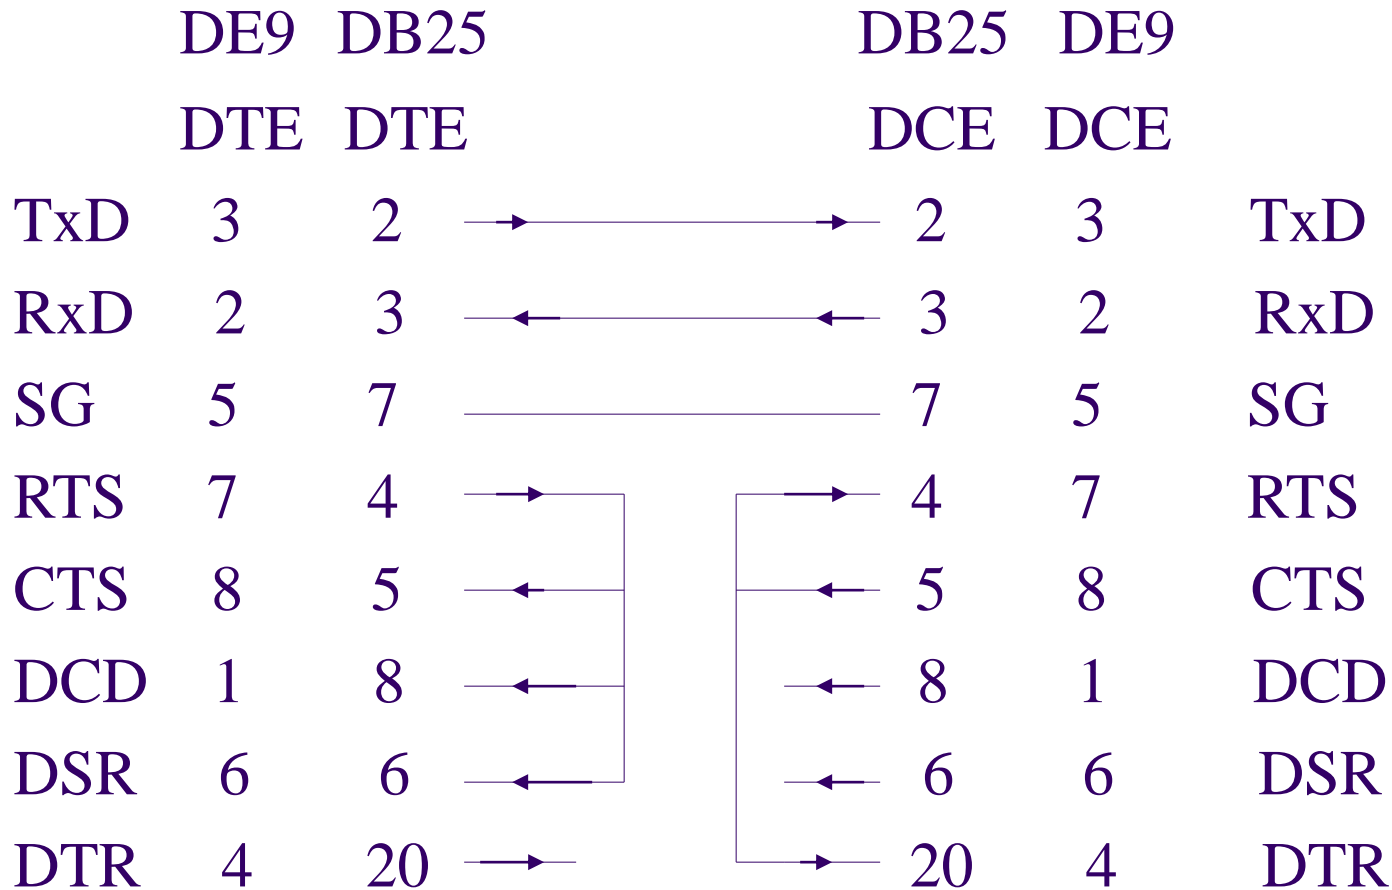 DE9 DB25 DB25 DE9
DTE DTE DCE DCE
TxD 3 2 2 3 TxD
RxD 2 3 3 2 RxD
SG 5 7 7 5 SG
RTS 7 4 4 7 RTS
CTS 8 5 5 8 CTS
DCD 1 8 8 1 DCD
DSR 6 6 6 6 DSR
DTR 4 20 20 4 DTR